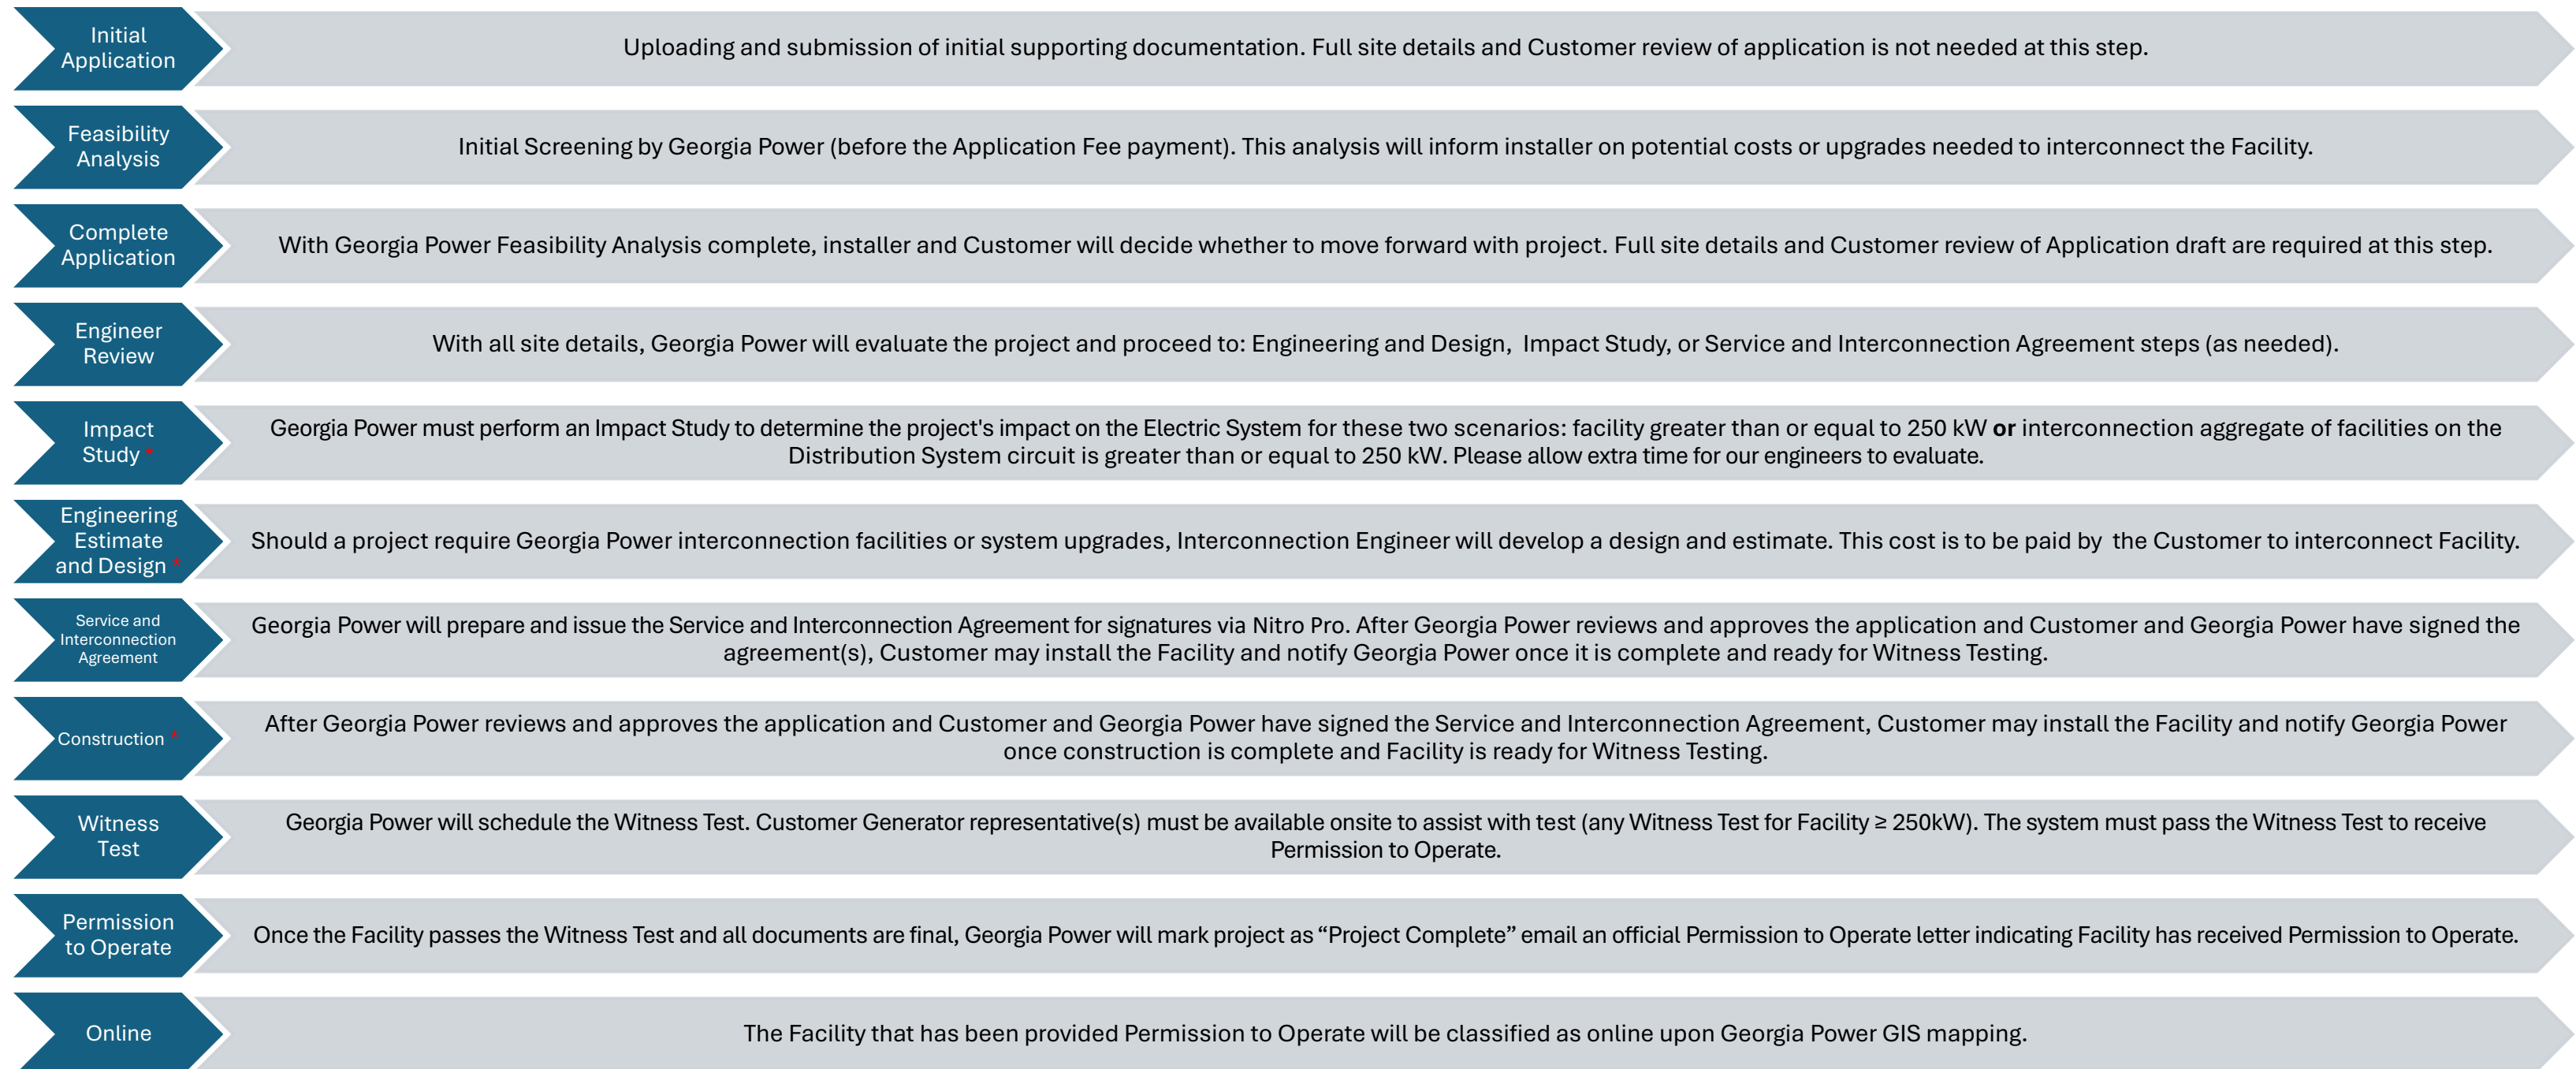 Initial
Application
Uploading and submission of initial supporting documentation. Full site details and Customer review of application is not needed at this step.
Feasibility
Analysis
Initial Screening by Georgia Power (before the Application Fee payment). This analysis will inform installer on potential costs or upgrades needed to interconnect the Facility.
Complete
Application
With Georgia Power Feasibility Analysis complete, installer and Customer will decide whether to move forward with project. Full site details and Customer review of Application draft are required at this step.
Engineer
Review
With all site details, Georgia Power will evaluate the project and proceed to: Engineering and Design, Impact Study, or Service and Interconnection Agreement steps (as needed).
Impact
Study *
Georgia Power must perform an Impact Study to determine the project's impact on the Electric System for these two scenarios: facility greater than or equal to 250 kW or interconnection aggregate of facilities on the
Distribution System circuit is greater than or equal to 250 kW. Please allow extra time for our engineers to evaluate.
Engineering
Estimate
and Design *
Should a project require Georgia Power interconnection facilities or system upgrades, Interconnection Engineer will develop a design and estimate. This cost is to be paid by the Customer to interconnect Facility.
Service and
Interconnection
Agreement
Georgia Power will prepare and issue the Service and Interconnection Agreement for signatures via Nitro Pro. After Georgia Power reviews and approves the application and Customer and Georgia Power have signed the
agreement(s), Customer may install the Facility and notify Georgia Power once it is complete and ready for Witness Testing.
Construction *
After Georgia Power reviews and approves the application and Customer and Georgia Power have signed the Service and Interconnection Agreement, Customer may install the Facility and notify Georgia Power
once construction is complete and Facility is ready for Witness Testing.
Witness
Test
Georgia Power will schedule the Witness Test. Customer Generator representative(s) must be available onsite to assist with test (any Witness Test for Facility ≥ 250kW). The system must pass the Witness Test to receive
Permission to Operate.
Permission
to Operate
Once the Facility passes the Witness Test and all documents are final, Georgia Power will mark project as “Project Complete” email an official Permission to Operate letter indicating Facility has received Permission to Operate.
Online
The Facility that has been provided Permission to Operate will be classified as online upon Georgia Power GIS mapping.